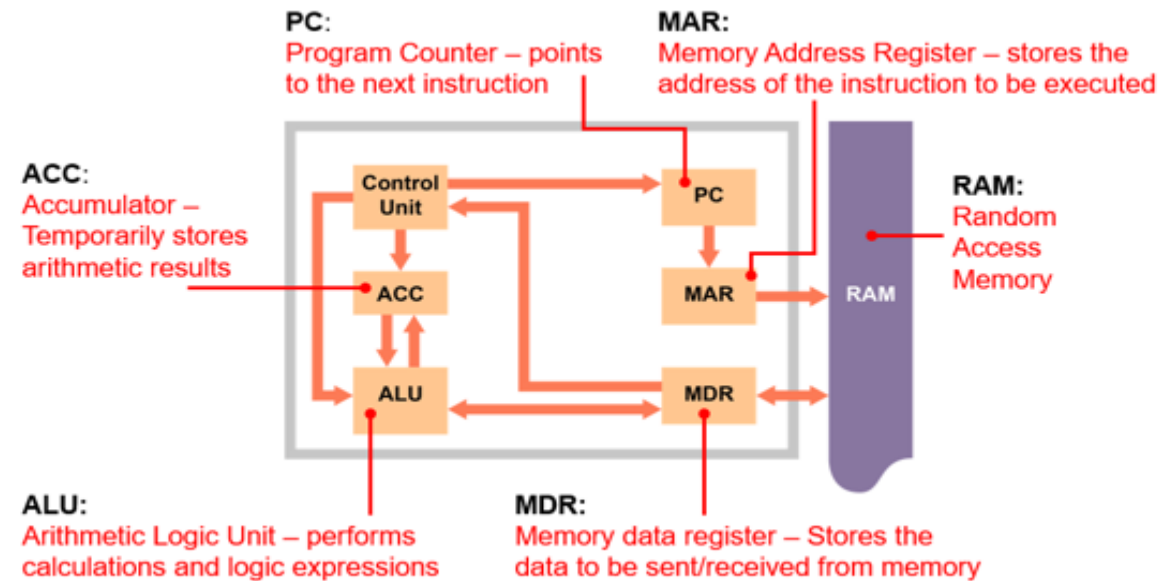 PC:
Program Counter – points
to the next instruction
MAR:
Memory Address Register – stores the
address of the instruction to be executed
ACC:
Accumulator –
Temporarily stores
arithmetic results
Control
Unit
PC
ACC
MAR
RAM
ALU
MDR
RAM:
Random
Access
Memory
ALU:
Arithmetic Logic Unit – performs
calculations and logic expressions
MDR:
Memory data register – Stores the
data to be sent/received from memory